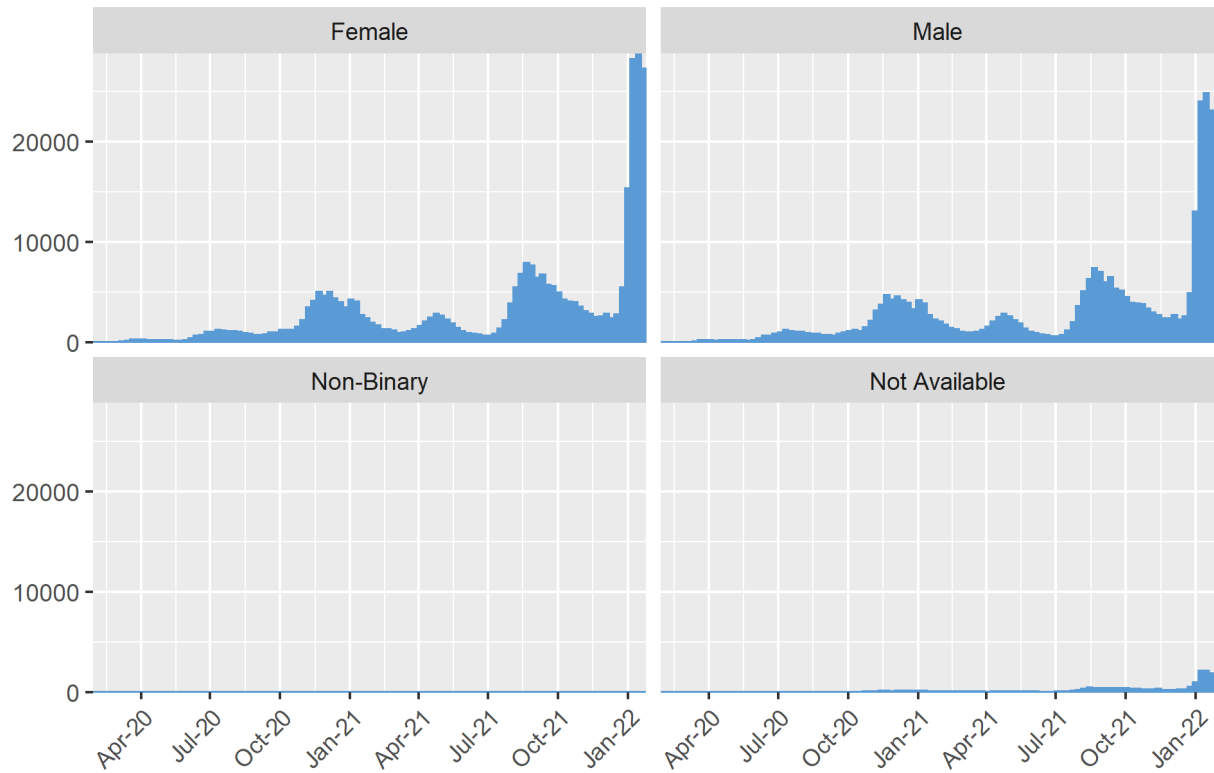 Female Male
20000
10000
0
Non-Binary Not Available
20000
10000
0
Apr-20 Jul-20 Oct-20 Jan-21 Apr-21 Jul-21 Oct-21 Jan-22 Apr-20 Jul-20 Oct-20 Jan-21 Apr-21 Jul-21 Oct-21 Jan-22